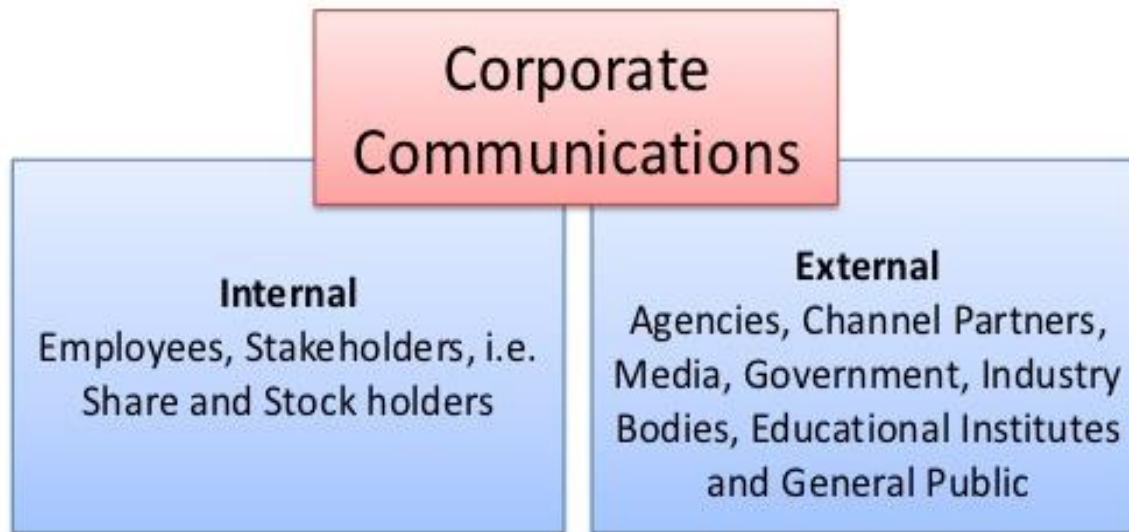 Corporate
Communications
Internal
Employees, Stakeholders, i.e.
Share and Stock holders
External
Agencies, Channel Partners,
Media, Government, Industry
Bodies, Educational Institutes
and General Public